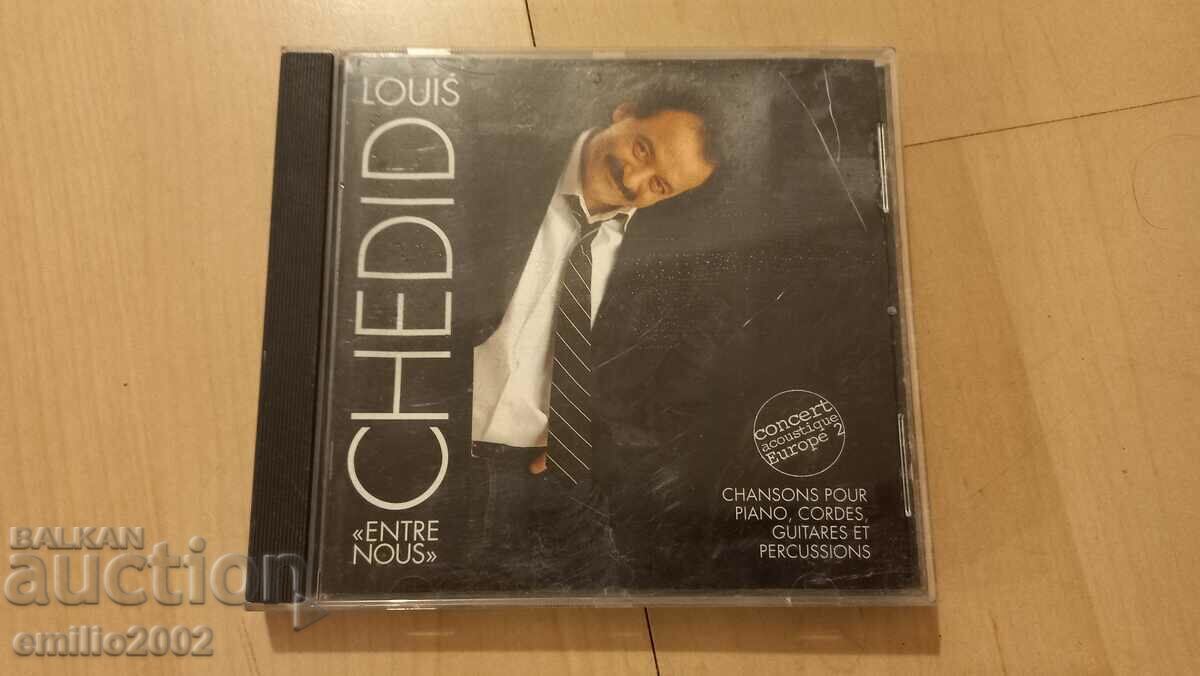 LOUIS
CHEDID
«ENTRE
NOUS»
concert
acoustique
Europe 2
CHANSONS POUR
PIANO, CORDES,
GUITARES ET
PERCUSSIONS
BALKAN
auction
emilio2002